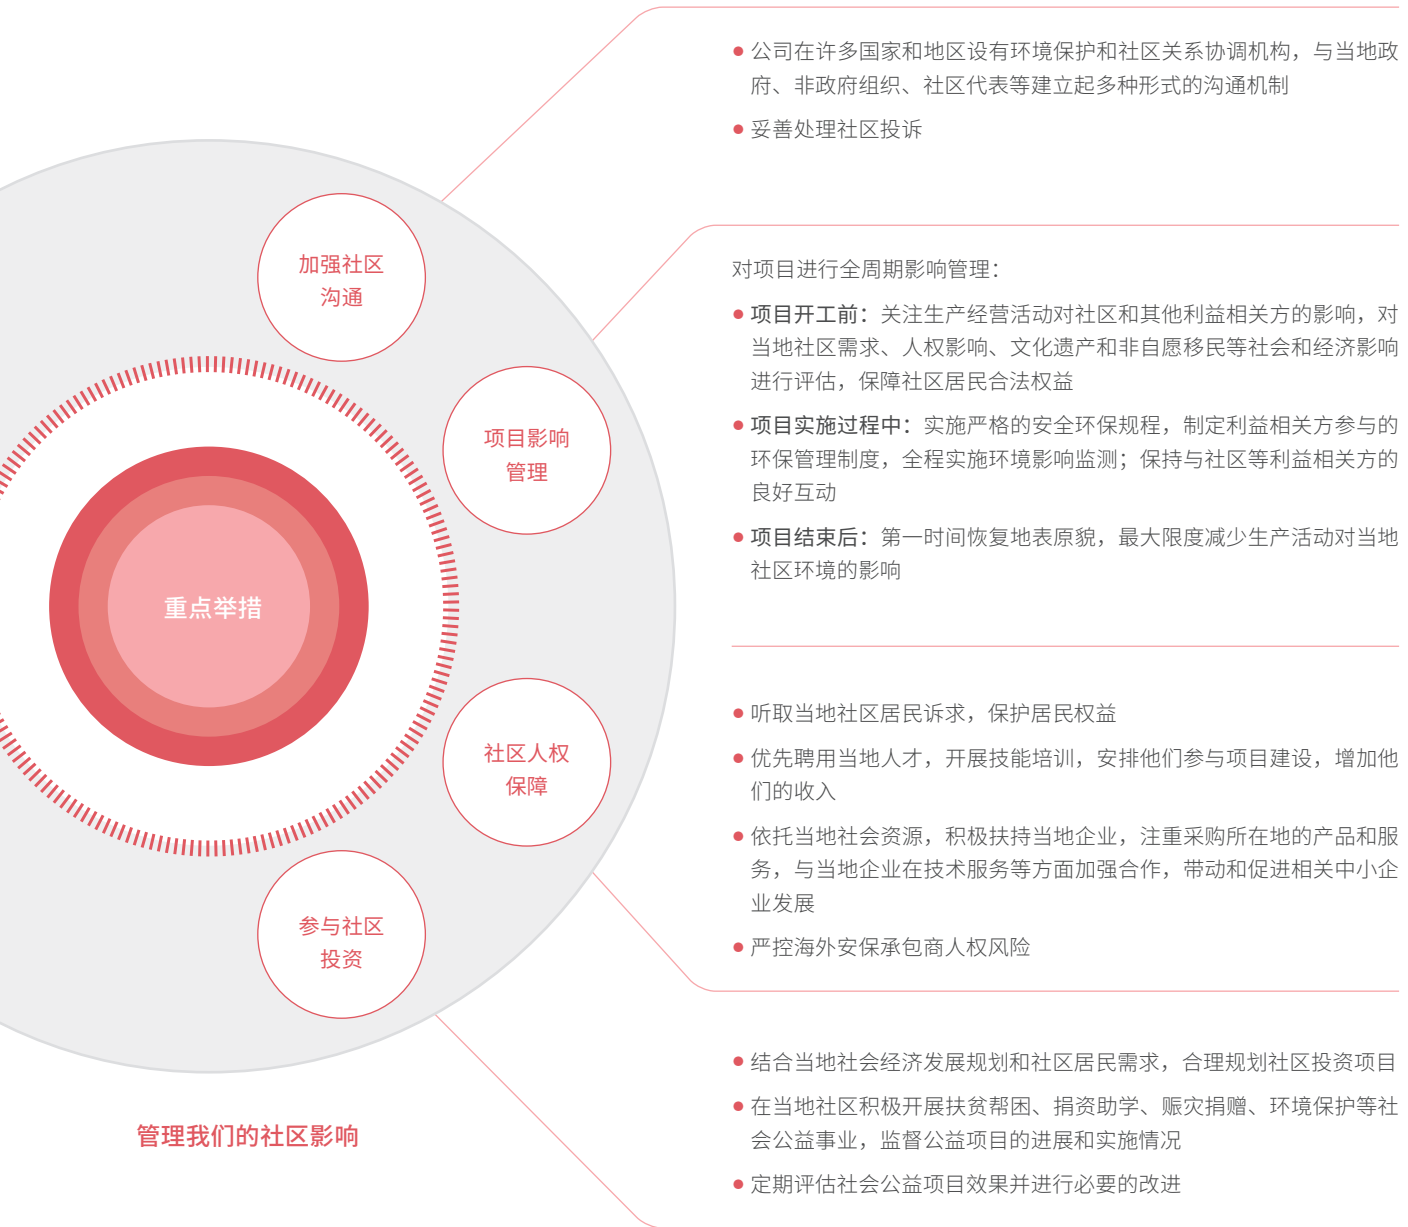 加强社区
沟通
公司在许多国家和地区设有环境保护和社区关系协调机构，与当地政
府、非政府组织、社区代表等建立起多种形式的沟通机制
妥善处理社区投诉
项目影响
管理
对项目进行全周期影响管理：
项目开工前：关注生产经营活动对社区和其他利益相关方的影响，对
当地社区需求、人权影响、文化遗产和非自愿移民等社会和经济影响
进行评估，保障社区居民合法权益
项目实施过程中：实施严格的安全环保规程，制定利益相关方参与的
环保管理制度，全程实施环境影响监测；保持与社区等利益相关方的
良好互动
项目结束后：第一时间恢复地表原貌，最大限度减少生产活动对当地
社区环境的影响
重点举措
社区人权
保障
听取当地社区居民诉求，保护居民权益
优先聘用当地人才，开展技能培训，安排他们参与项目建设，增加他
们的收入
依托当地社会资源，积极扶持当地企业，注重采购所在地的产品和服
务，与当地企业在技术服务等方面加强合作，带动和促进相关中小企
业发展
严控海外安保承包商人权风险
参与社区
投资
结合当地社会经济发展规划和社区居民需求，合理规划社区投资项目
在当地社区积极开展扶贫帮困、捐资助学、赈灾捐赠、环境保护等社
会公益事业，监督公益项目的进展和实施情况
定期评估社会公益项目效果并进行必要的改进
管理我们的社区影响